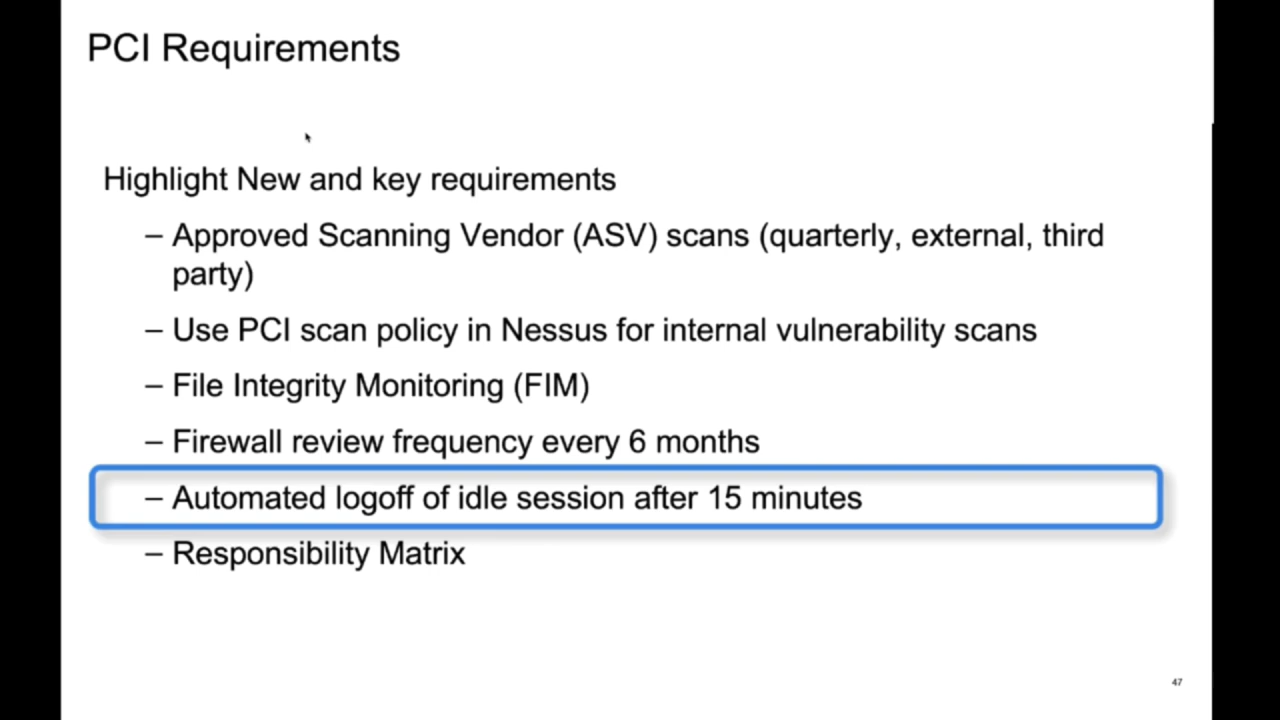 PCI Requirements
Highlight New and key requirements
– Approved Scanning Vendor (ASV) scans (quarterly, external, third
party)
– Use PCI scan policy in Nessus for internal vulnerability scans
– File Integrity Monitoring (FIM)
– Firewall review frequency every 6 months
– Automated logoff of idle session after 15 minutes
– Responsibility Matrix
47